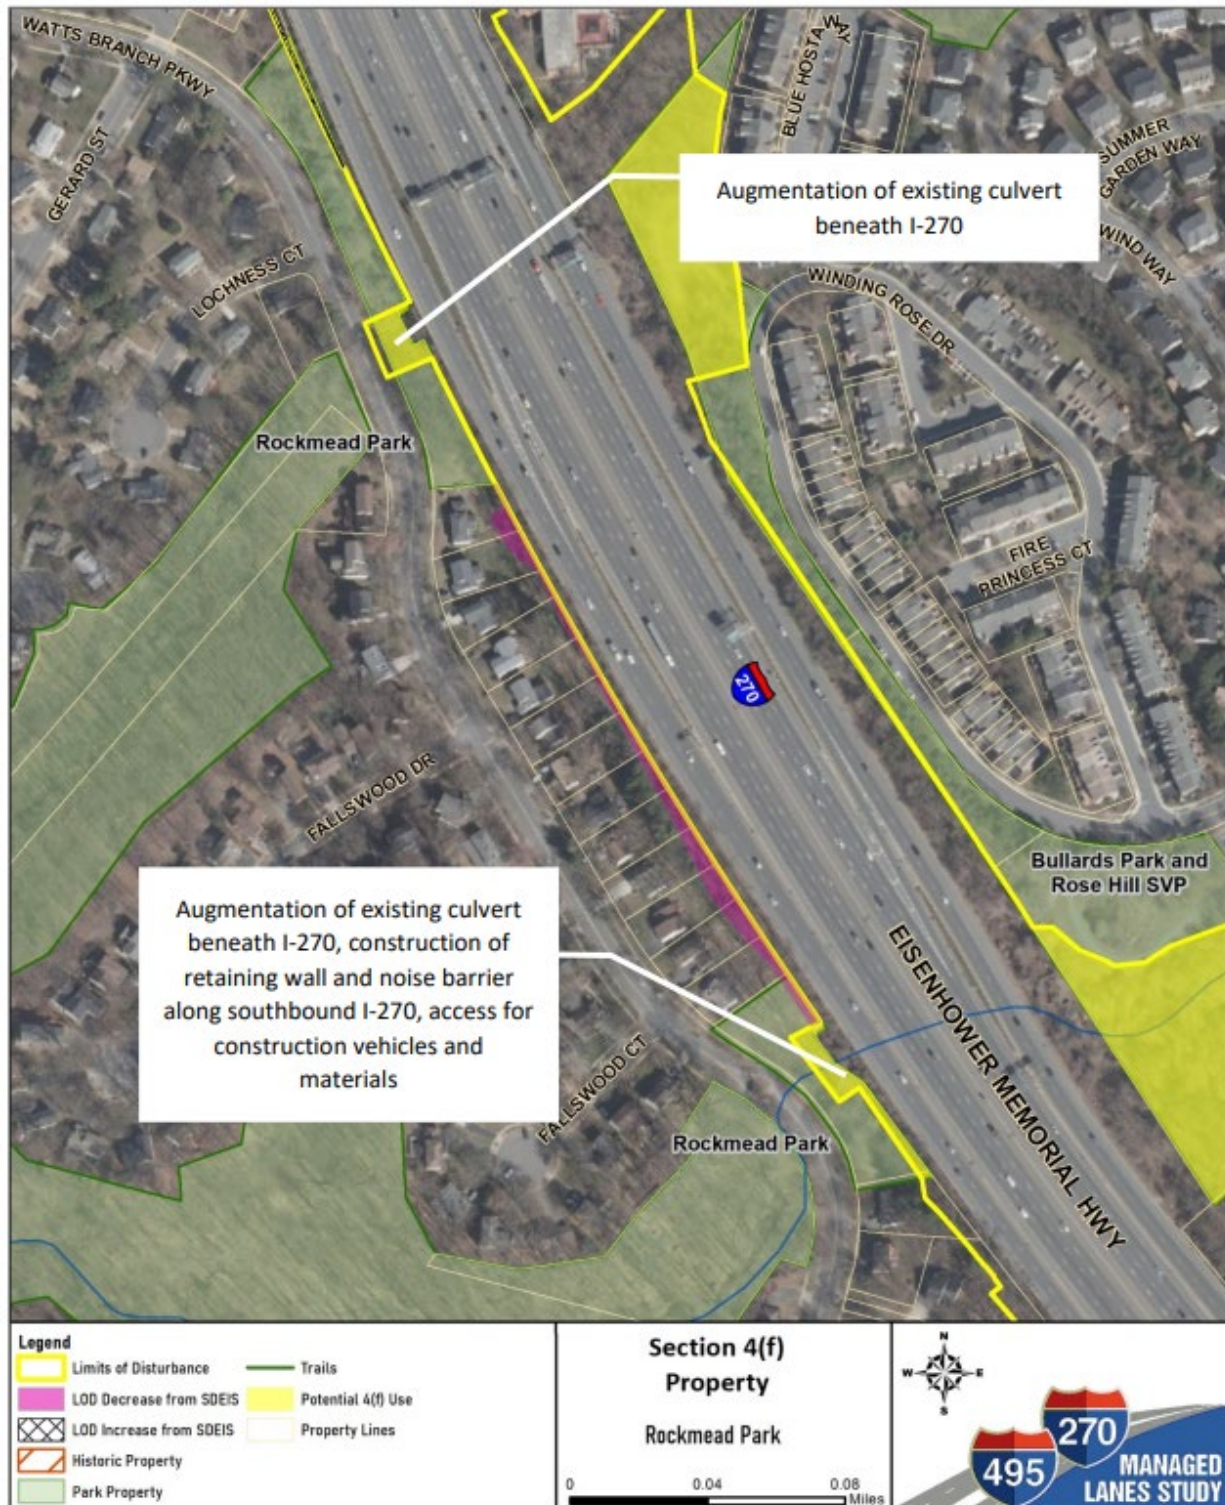 WATTS BRANCH PKWY
GERARD ST
LOCHNESS CT
BLUE HOSTA WAY
SUMMER
GARDEN WAY
WIND WAY
Augmentation of existing culvert
beneath I-270
WINDING ROSE DR
Rockmead Park
FIRE
PRINCESS CT
270
FALLSWOOD DR
Bullards Park and
Rose Hill SVP
Augmentation of existing culvert
beneath I-270, construction of
retaining wall and noise barrier
along southbound I-270, access for
construction vehicles and
materials
EISENHOWER MEMORIAL HWY
FALLSWOOD CT
Rockmead Park
Legend
Limits of Disturbance
LOD Decrease from SDEIS
LOD Increase from SDEIS
Historic Property
Park Property
Trails
Potential 4(f) Use
Property Lines
Section 4(f)
Property
Rockmead Park
0 0.04 0.08
Miles
N
W E
S
495
270
MANAGED
LANES STUDY